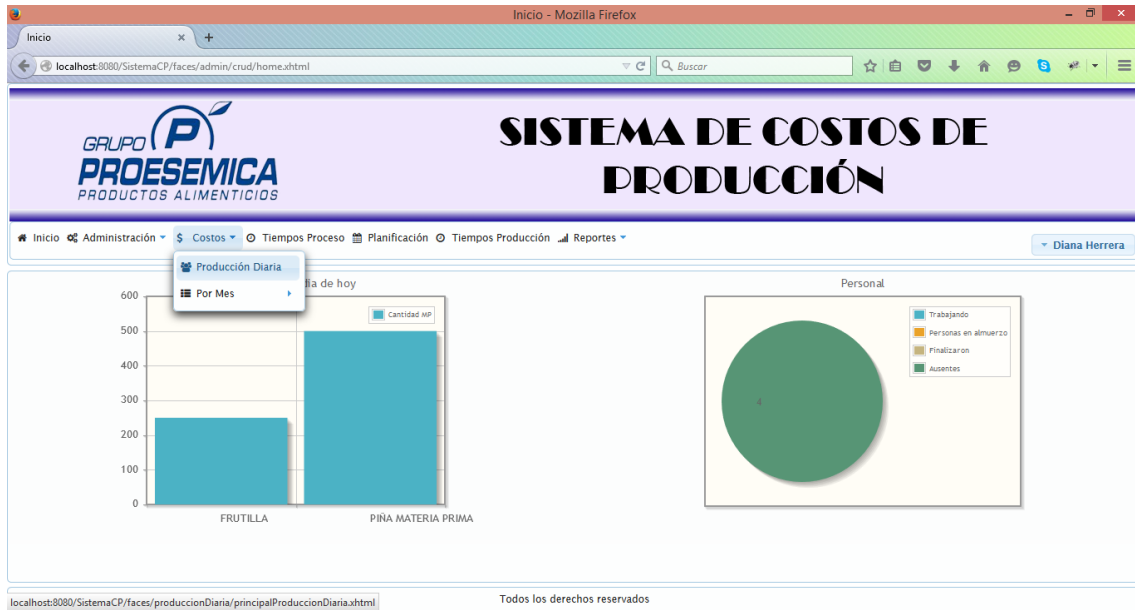 Inicio - Mozilla Firefox
Inicio
localhost:8080/SistemaCP/faces/admin/crud/home.xhtml
Buscar
GRUPO P
PROESEMICA
PRODUCTOS ALIMENTICIOS
SISTEMA DE COSTOS DE
PRODUCCIÓN
Inicio Administración $ Costos Tiempos Proceso Planificación Tiempos Producción Reportes
Diana Herrera
Producción Diaria
Por Mes
día de hoy
Cantidad MP
600
500
400
300
200
100
0
FRUTILLA PIÑA MATERIA PRIMA
Personal
Trabajando
Personas en almuerzo
Finalizaron
Ausentes
4
Todos los derechos reservados
localhost:8080/SistemaCP/faces/produccionDiaria/principalProduccionDiaria.xhtml